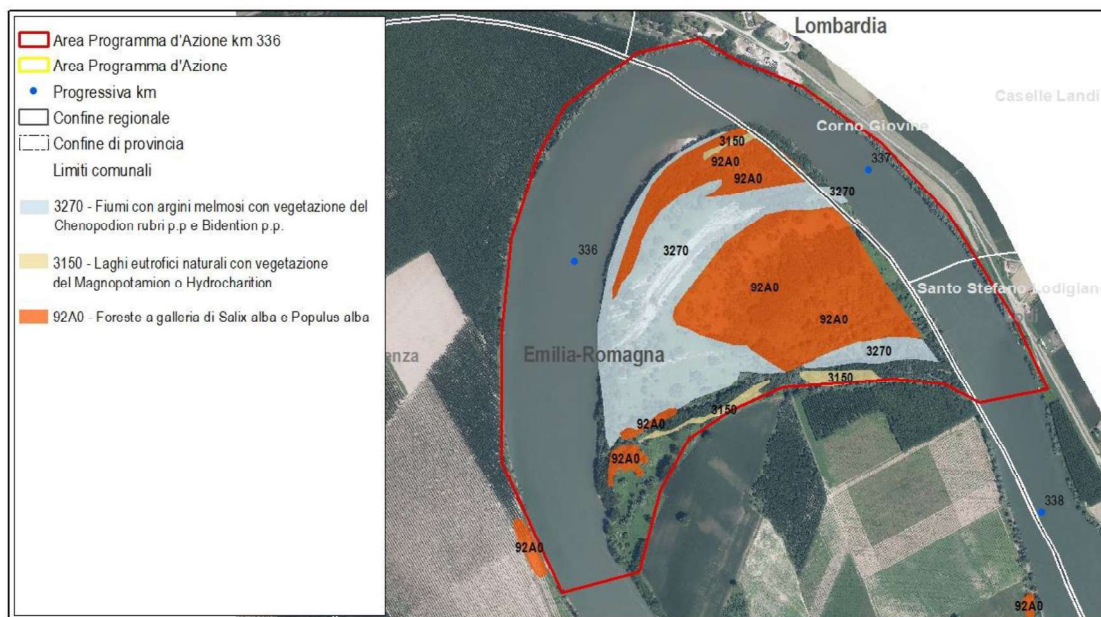 Area Programma d'Azione km 336
Area Programma d'Azione
Progressiva km
Confine regionale
Confine di provincia
Limiti comunali
3270 - Fiumi con argini melmosi con vegetazione del
Chenopodion rubri p.p e Bidention p.p.
3150 - Laghi eutrofici naturali con vegetazione
del Magnopotamion o Hydrocharition
92A0 - Foreste a galleria di Salix alba e Populus alba
Lombardia
Caselle Landi
Corno Giovine
3150
337
92A0
92A0
3270
336
3270
92A0
Santo Stefano Lodigiano
92A0
3270
enza
Emilia-Romagna
3150
3150
92A0
92A0
338
92A0
92A0